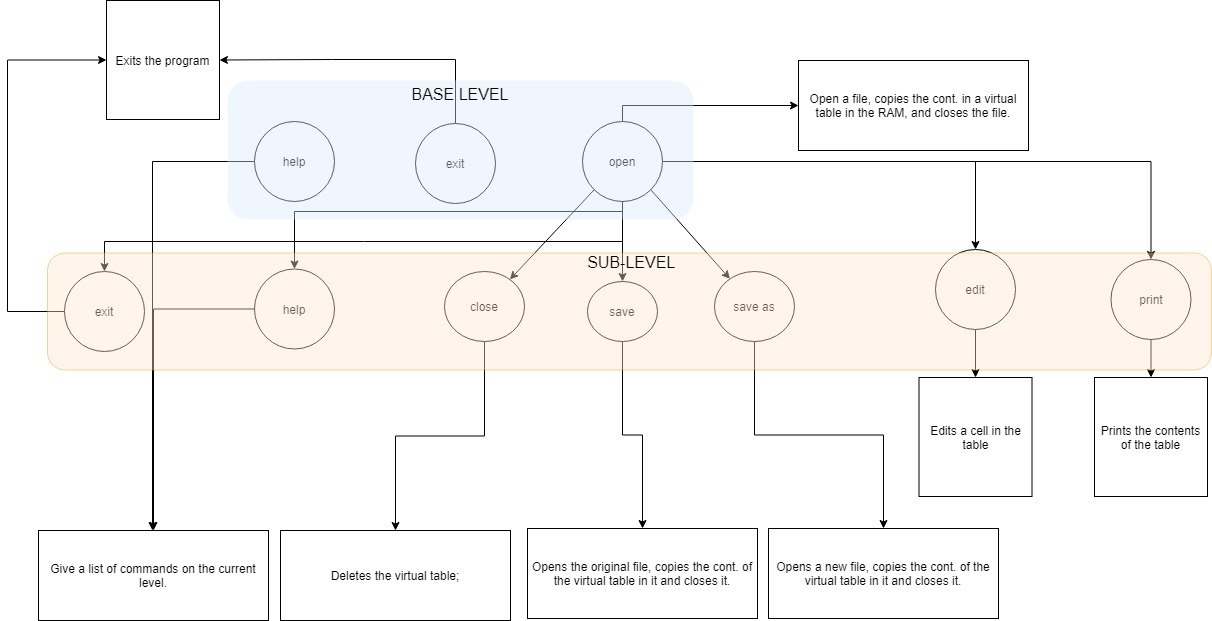 Exits the program
BASE LEVEL
Open a file, copies the cont. in a virtual
table in the RAM, and closes the file.
help
exit
open
SUB-LEVEL
exit
help
close
save
save as
edit
print
Edits a cell in the
table
Prints the contents
of the table
Give a list of commands on the current
level.
Deletes the virtual table;
Opens the original file, copies the cont. of
the virtual table in it and closes it.
Opens a new file, copies the cont. of the
virtual table in it and closes it.